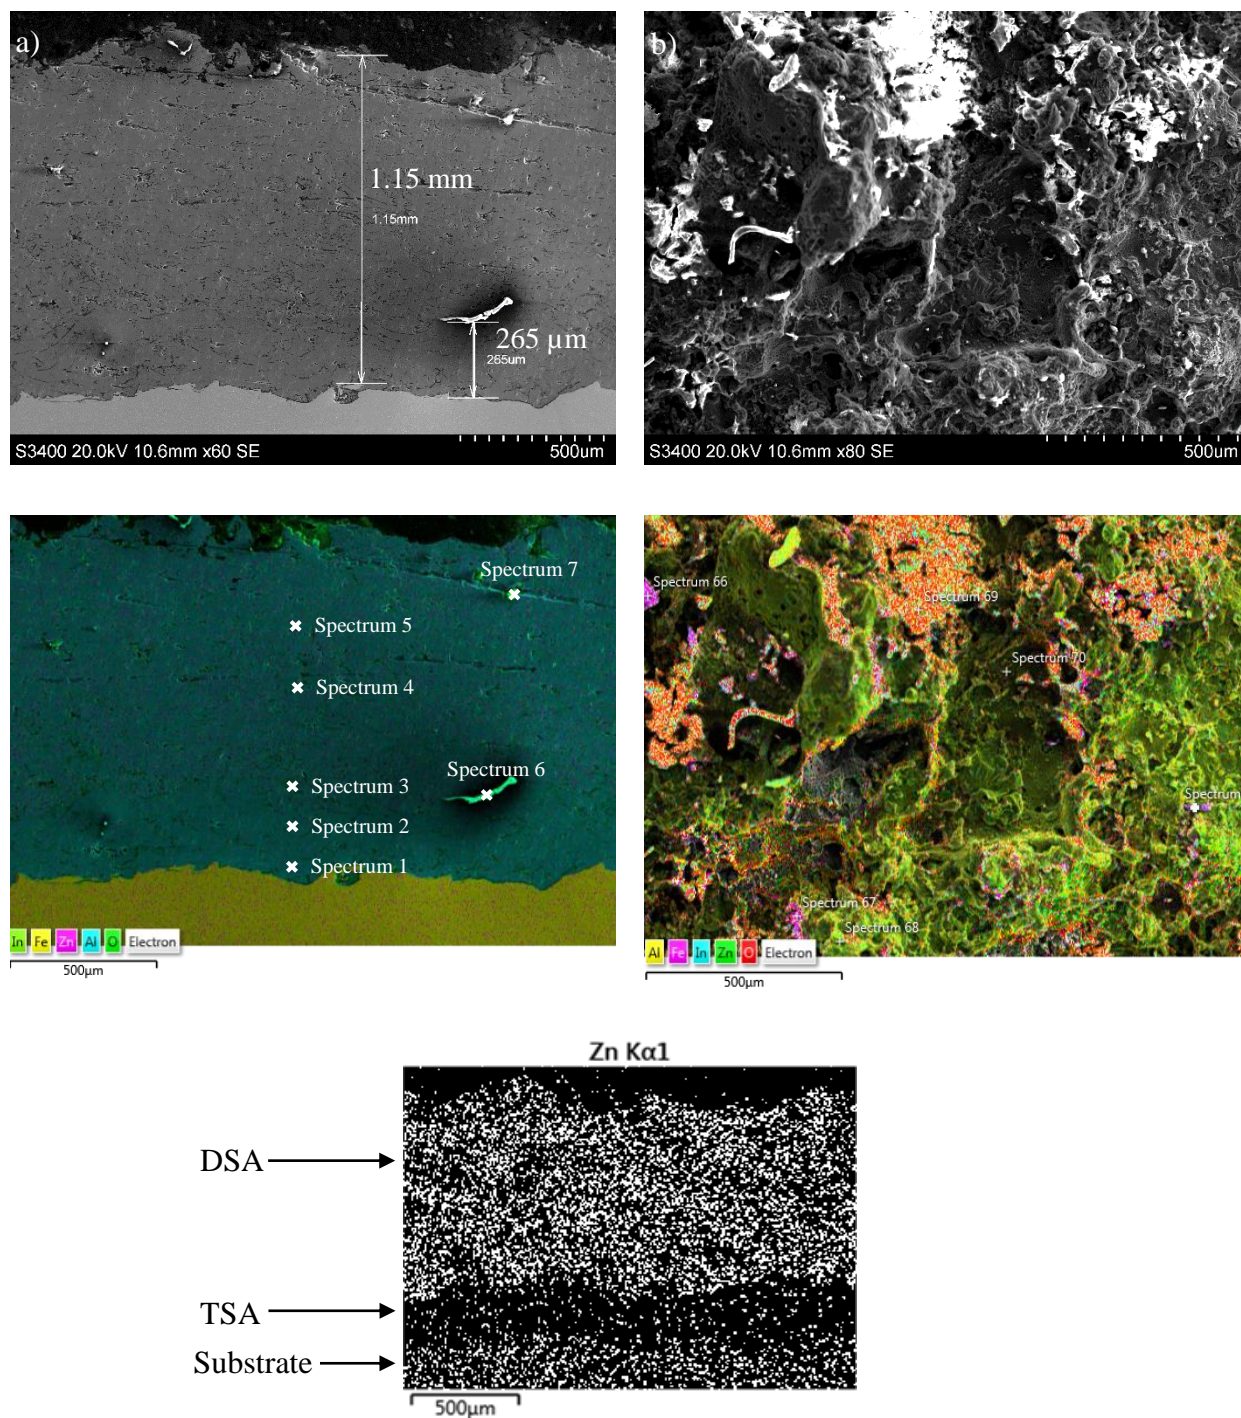 a)
1.15 mm
1.15mm
265 µm
265um
S3400 20.0kV 10.6mm x60 SE
500um
b)
S3400 20.0kV 10.6mm x80 SE
500um
Spectrum 7
Spectrum 5
Spectrum 4
Spectrum 6
Spectrum 3
Spectrum 2
Spectrum 1
In Fe Zn Al O Electron
500µm
Spectrum 66
Spectrum 69
Spectrum 70
Spectrum
Spectrum 67
Spectrum 68
Al Fe In Zn O Electron
500µm
Zn Kα1
DSA
TSA
Substrate
500µm